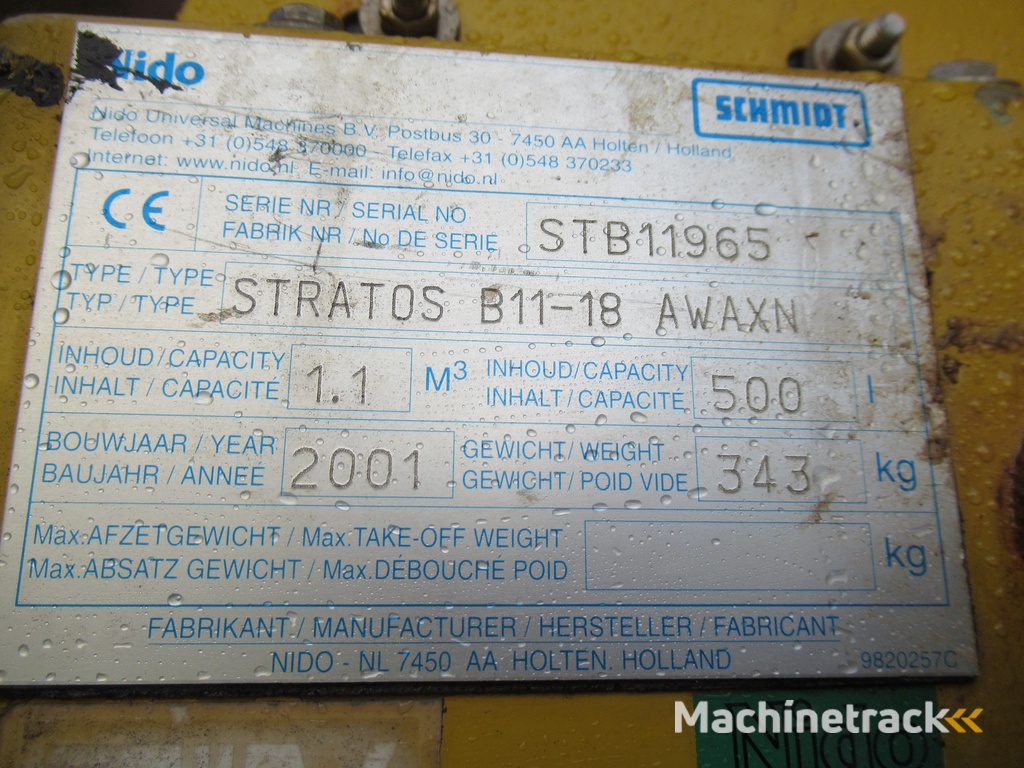 Nido
SCHMIDT
Nido Universal Machines B.V. Postbus 30 - 7450 AA Holten / Holland
Telefoon +31 (0)548 370000 - Telefax +31 (0)548 370233
Internet: www.nido.nl E-mail: info@nido.nl
CE
SERIE NR / SERIAL NO
FABRIK NR / No DE SERIE
STB11965
TYPE / TYPE
TYP / TYPE
STRATOS B11-18 AWAXN
INHOUD / CAPACITY
INHALT / CAPACITÉ
1.1 M³
INHOUD / CAPACITY
INHALT / CAPACITÉ
500 l
BOUWJAAR / YEAR
BAUJAHR / ANNEÉ
2001
GEWICHT / WEIGHT
GEWICHT / POID VIDE
343 kg
Max. AFZETGEWICHT / Max. TAKE-OFF WEIGHT
Max. ABSATZ GEWICHT / Max. DÉBOUCHÉ POID
kg
FABRIKANT / MANUFACTURER / HERSTELLER / FABRICANT
NIDO - NL 7450 AA HOLTEN. HOLLAND
9820257C
Machinetrack